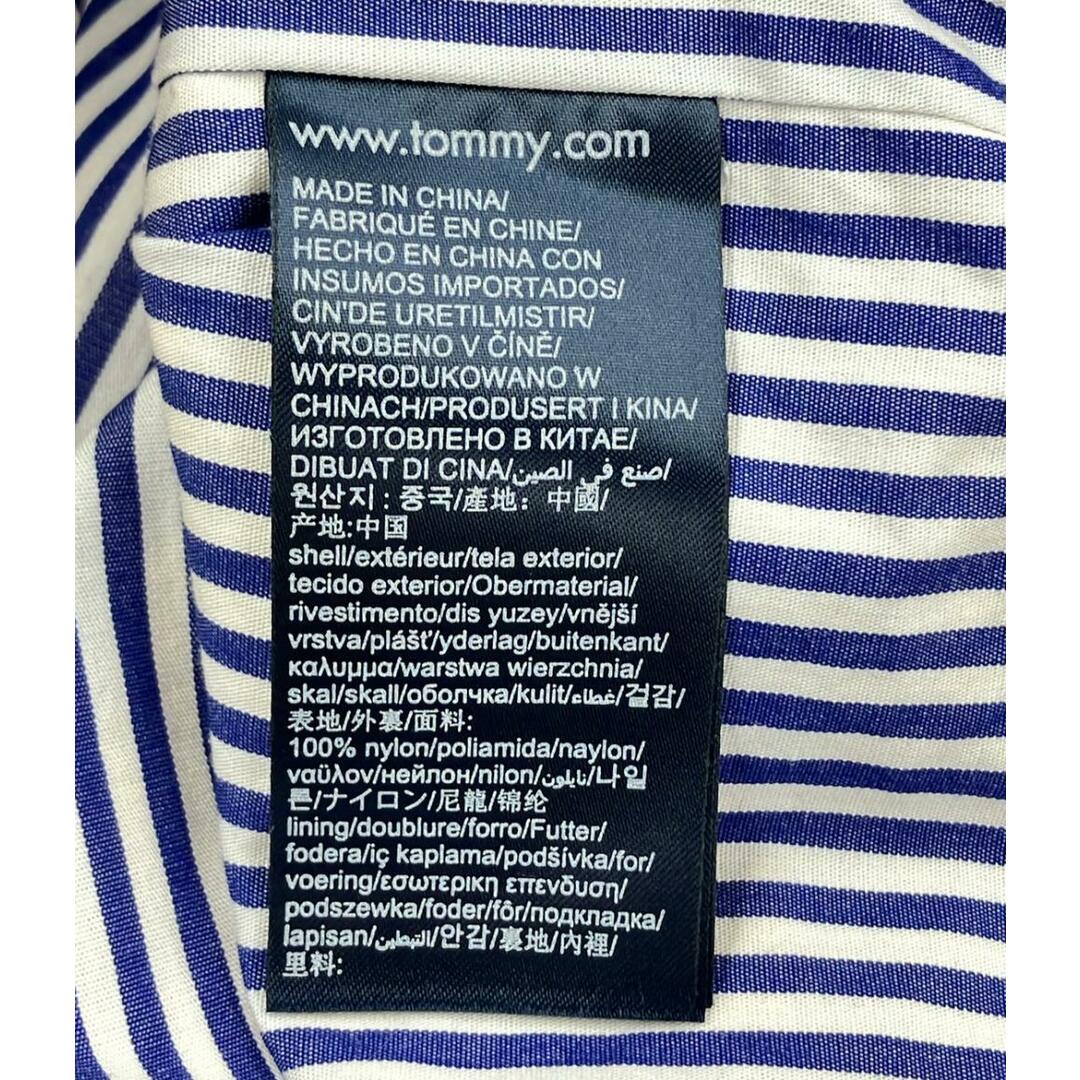 www.tommy.com
MADE IN CHINA/
FABRIQUÉ EN CHINE/
HECHO EN CHINA CON
INSUMOS IMPORTADOS/
CIN'DE URETILMISTIR/
VYROBENO V ČÍNĚ/
WYPRODUKOWANO W
CHINACH/PRODUSERT I KINA/
ИЗГОТОВЛЕНО В КИТАЕ/
DIBUAT DI CINA/صنع في الصين/
원산지 : 중국/產地：中國/
产地:中国
shell/extérieur/tela exterior/
tecido exterior/Obermaterial/
rivestimento/dis yuzey/vnější
vrstva/plášť/yderlag/buitenkant/
καλυμμα/warstwa wierzchnia/
skal/skall/оболчка/kulit/غطاء/겉감/
表地/外裏/面料:
100% nylon/poliamida/naylon/
ναϋλον/нейлон/nilon/نايلون/나일
론/ナイロン/尼龍/锦纶
lining/doublure/forro/Futter/
fodera/iç kaplama/podšívka/for/
voering/εσωτερικη επενδυση/
podszewka/foder/fôr/подкладка/
lapisan/التبطين/안감/裏地/內裡/
里料: